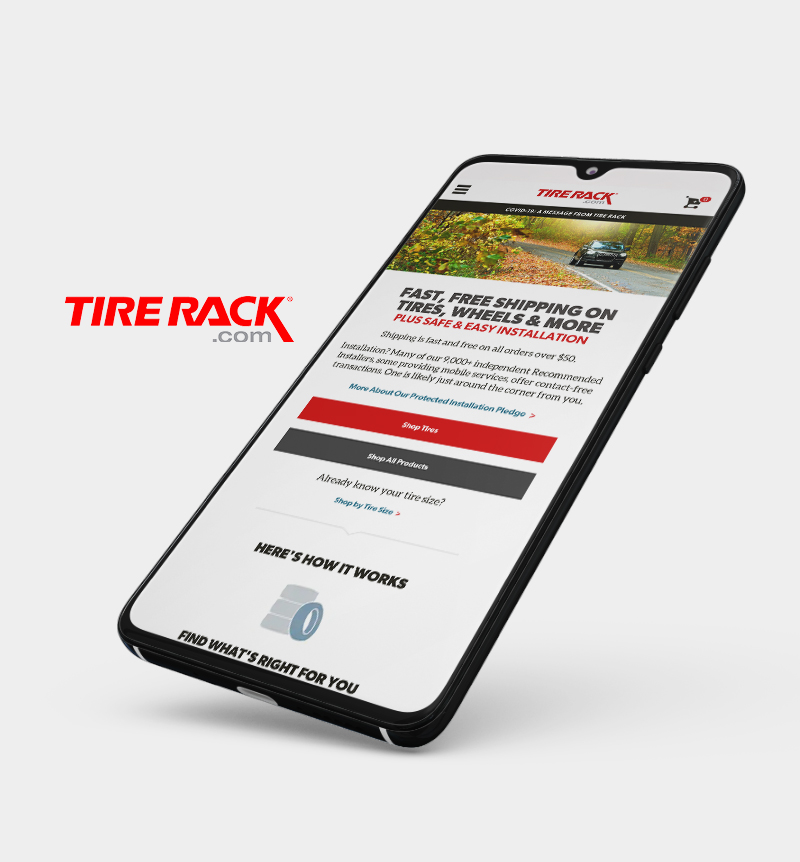 TIRE RACK®
.com
TIRE RACK
.com
0
COVID-19: A MESSAGE FROM TIRE RACK
FAST, FREE SHIPPING ON
TIRES, WHEELS & MORE
PLUS SAFE & EASY INSTALLATION
Shipping is fast and free on all orders over $50.
Installation? Many of our 9,000+ independent Recommended
Installers, some providing mobile services, offer contact-free
transactions. One is likely just around the corner from you.
More About Our Protected Installation Pledge >
Shop Tires
Shop All Products
Already know your tire size?
Shop by Tire Size >
HERE'S HOW IT WORKS
FIND WHAT'S RIGHT FOR YOU